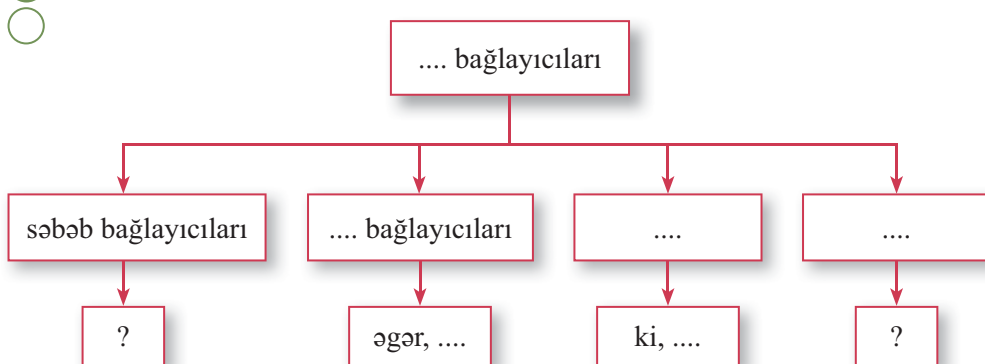 .... bağlayıcıları
səbəb bağlayıcıları
.... bağlayıcıları
....
....
?
əgər, ....
ki, ....
?